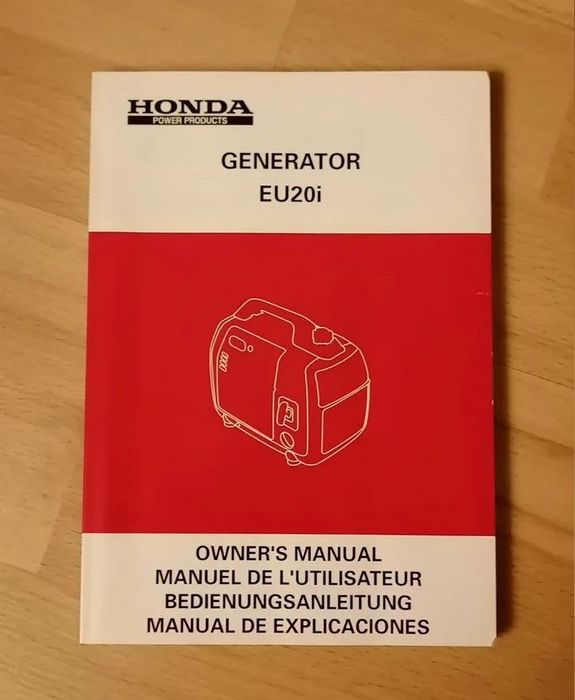 HONDA
POWER PRODUCTS
GENERATOR
EU20i
OWNER'S MANUAL
MANUEL DE L'UTILISATEUR
BEDIENUNGSANLEITUNG
MANUAL DE EXPLICACIONES